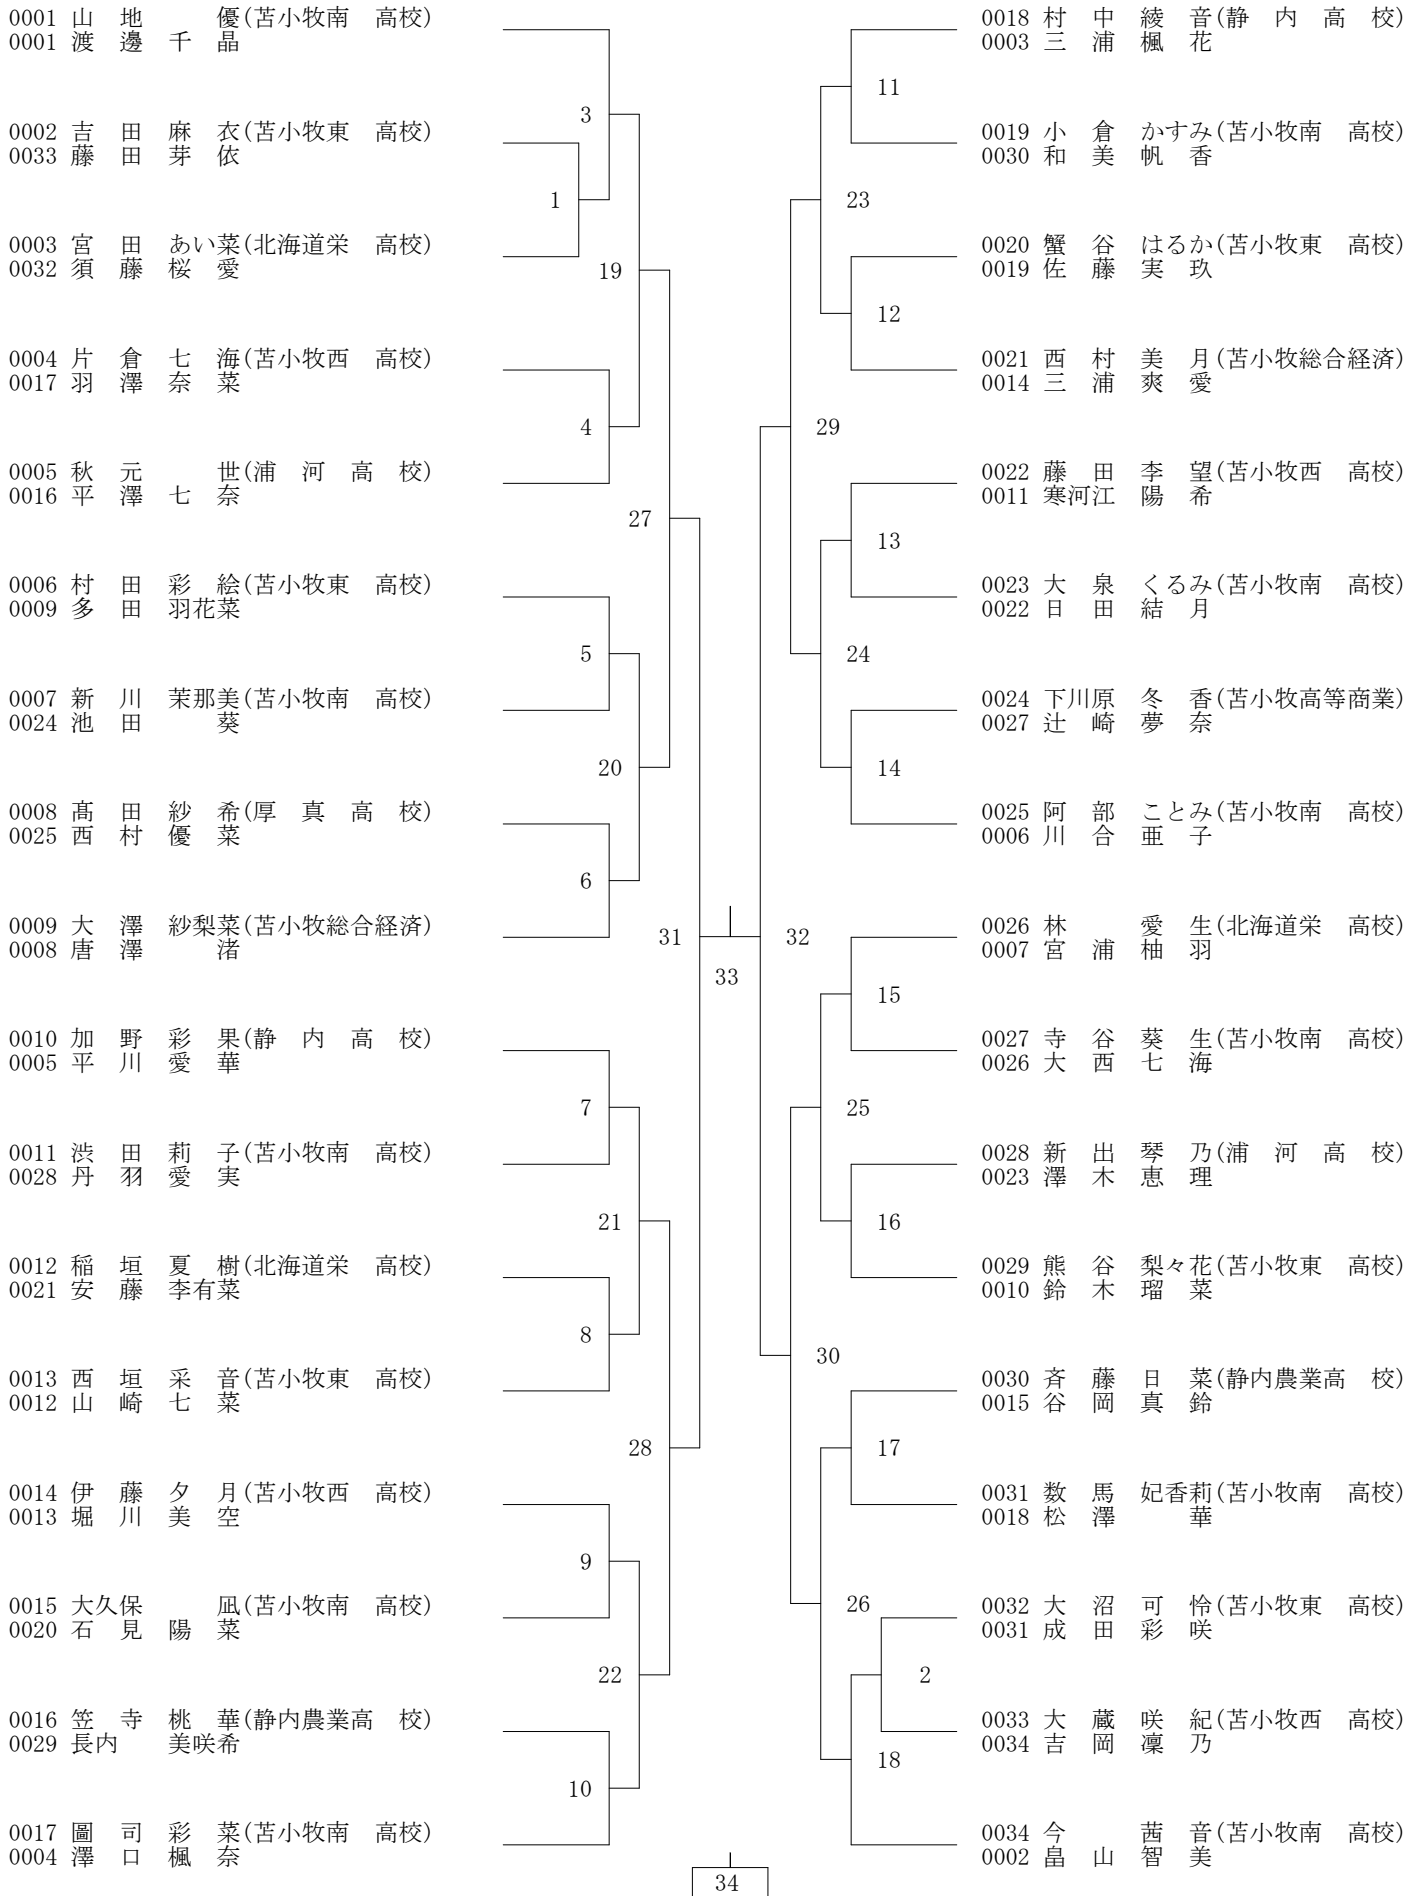 0001 山　地　　　優(苫小牧南　高校)
0001 渡　邊　千　晶
0002 吉　田　麻　衣(苫小牧東　高校)
0033 藤　田　芽　依
0003 宮　田　あい菜(北海道栄　高校)
0032 須　藤　桜　愛
0004 片　倉　七　海(苫小牧西　高校)
0017 羽　澤　奈　菜
0005 秋　元　　　世(浦　河　高　校)
0016 平　澤　七　奈
0006 村　田　彩　絵(苫小牧東　高校)
0009 多　田　羽花菜
0007 新　川　茉那美(苫小牧南　高校)
0024 池　田　　　葵
0008 髙　田　紗　希(厚　真　高　校)
0025 西　村　優　菜
0009 大　澤　紗梨菜(苫小牧総合経済)
0008 唐　澤　　　渚
0010 加　野　彩　果(静　内　高　校)
0005 平　川　愛　華
0011 渋　田　莉　子(苫小牧南　高校)
0028 丹　羽　愛　実
0012 稲　垣　夏　樹(北海道栄　高校)
0021 安　藤　李有菜
0013 西　垣　采　音(苫小牧東　高校)
0012 山　崎　七　菜
0014 伊　藤　夕　月(苫小牧西　高校)
0013 堀　川　美　空
0015 大久保　　　凪(苫小牧南　高校)
0020 石　見　陽　菜
0016 笠　寺　桃　華(静内農業高　校)
0029 長内　　美咲希
0017 圖　司　彩　菜(苫小牧南　高校)
0004 澤　口　楓　奈
3
1
19
4
27
5
20
6
31
33
7
21
8
28
9
22
10
34
11
23
12
29
13
24
14
32
15
25
16
30
17
26
2
18
0018 村　中　綾　音(静　内　高　校)
0003 三　浦　楓　花
0019 小　倉　かすみ(苫小牧南　高校)
0030 和　美　帆　香
0020 蟹　谷　はるか(苫小牧東　高校)
0019 佐　藤　実　玖
0021 西　村　美　月(苫小牧総合経済)
0014 三　浦　爽　愛
0022 藤　田　李　望(苫小牧西　高校)
0011 寒河江　陽　希
0023 大　泉　くるみ(苫小牧南　高校)
0022 日　田　結　月
0024 下川原　冬　香(苫小牧高等商業)
0027 辻　崎　夢　奈
0025 阿　部　ことみ(苫小牧南　高校)
0006 川　合　亜　子
0026 林　　　愛　生(北海道栄　高校)
0007 宮　浦　柚　羽
0027 寺　谷　葵　生(苫小牧南　高校)
0026 大　西　七　海
0028 新　出　琴　乃(浦　河　高　校)
0023 澤　木　恵　理
0029 熊　谷　梨々花(苫小牧東　高校)
0010 鈴　木　瑠　菜
0030 斉　藤　日　菜(静内農業高　校)
0015 谷　岡　真　鈴
0031 数　馬　妃香莉(苫小牧南　高校)
0018 松　澤　　　華
0032 大　沼　可　怜(苫小牧東　高校)
0031 成　田　彩　咲
0033 大　蔵　咲　紀(苫小牧西　高校)
0034 吉　岡　凜　乃
0034 今　　　茜　音(苫小牧南　高校)
0002 畠　山　智　美